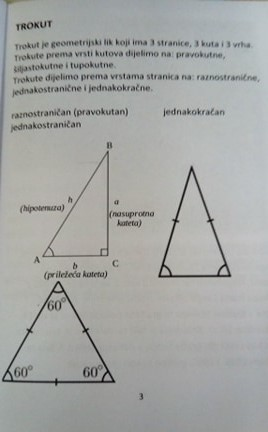 TROKUT
Trokut je geometrijski lik koji ima 3 stranice, 3 kuta i 3 vrha.
Trokute prema vrsti kutova dijelimo na: pravokutne,
šiljastokutne i tupokutne.
Trokute dijelimo prema vrstama stranica na: raznostranične,
jednakostranične i jednakokračne.
raznostraničan (pravokutan) jednakokračan
jednakostraničan
B
h
(hipotenuza)
a
(nasuprotna
kateta)
A
b
C
(priležeća kateta)
60°
60° 60°
3